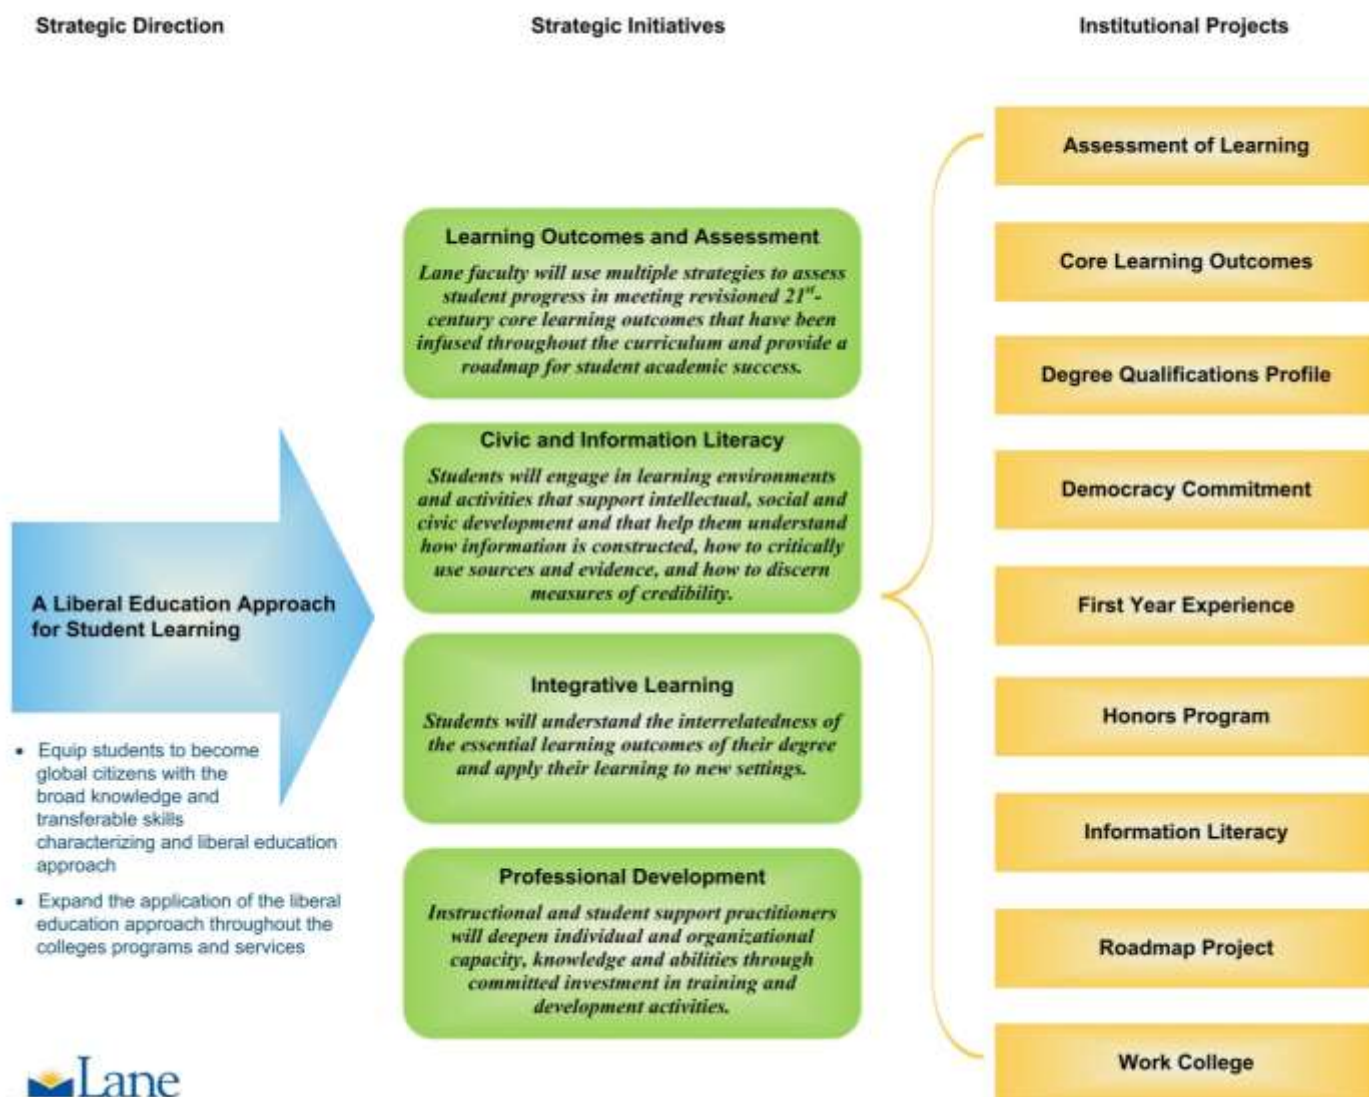 Strategic Direction
Strategic Initiatives
Institutional Projects
A Liberal Education Approach
for Student Learning
• Equip students to become
global citizens with the
broad knowledge and
transferable skills
characterizing and liberal education
approach
• Expand the application of the liberal
education approach throughout the
colleges programs and services
Learning Outcomes and Assessment
Lane faculty will use multiple strategies to assess
student progress in meeting revisioned 21st-
century core learning outcomes that have been
infused throughout the curriculum and provide a
roadmap for student academic success.
Civic and Information Literacy
Students will engage in learning environments
and activities that support intellectual, social and
civic development and that help them understand
how information is constructed, how to critically
use sources and evidence, and how to discern
measures of credibility.
Integrative Learning
Students will understand the interrelatedness of
the essential learning outcomes of their degree
and apply their learning to new settings.
Professional Development
Instructional and student support practitioners
will deepen individual and organizational
capacity, knowledge and abilities through
committed investment in training and
development activities.
Assessment of Learning
Core Learning Outcomes
Degree Qualifications Profile
Democracy Commitment
First Year Experience
Honors Program
Information Literacy
Roadmap Project
Work College
Lane